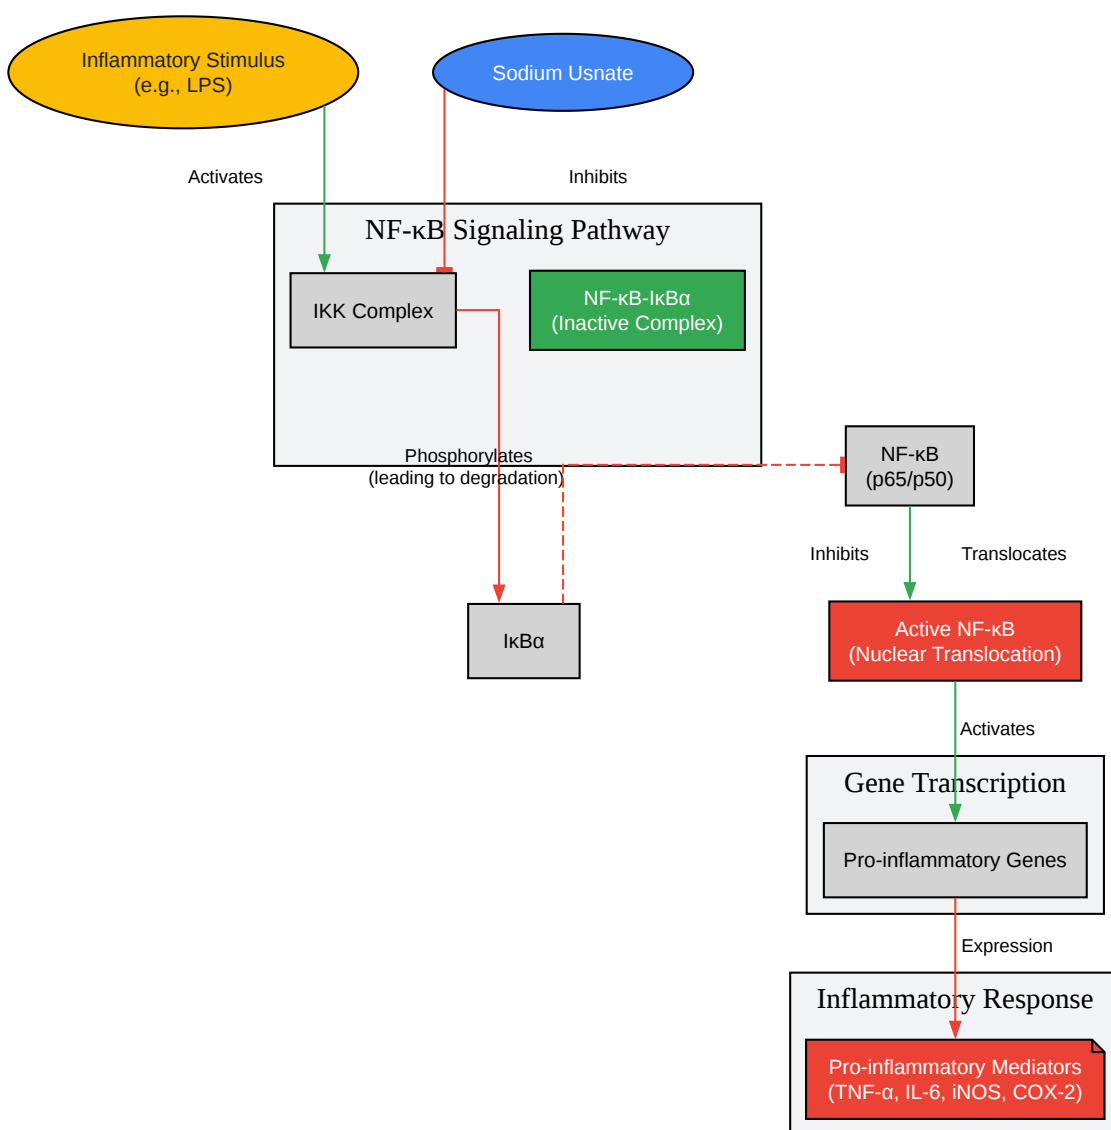 Inflammatory Stimulus
(e.g., LPS)
Sodium Usnate
Activates
Inhibits
NF-κB Signaling Pathway
IKK Complex
NF-κB-IκBα
(Inactive Complex)
Phosphorylates
(leading to degradation)
NF-κB
(p65/p50)
Inhibits
Translocates
IκBα
Active NF-κB
(Nuclear Translocation)
Activates
Gene Transcription
Pro-inflammatory Genes
Expression
Inflammatory Response
Pro-inflammatory Mediators
(TNF-α, IL-6, iNOS, COX-2)